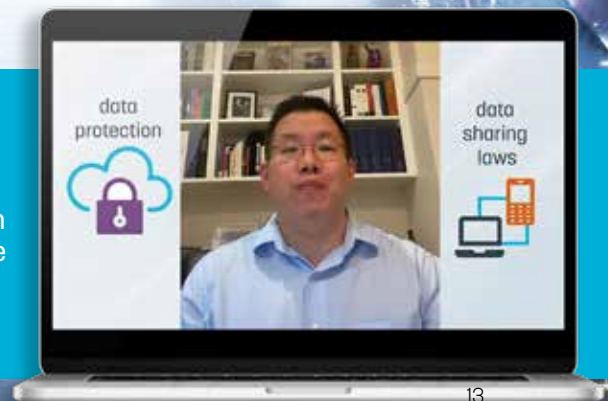 data
protection
data
sharing
laws
n
e
13